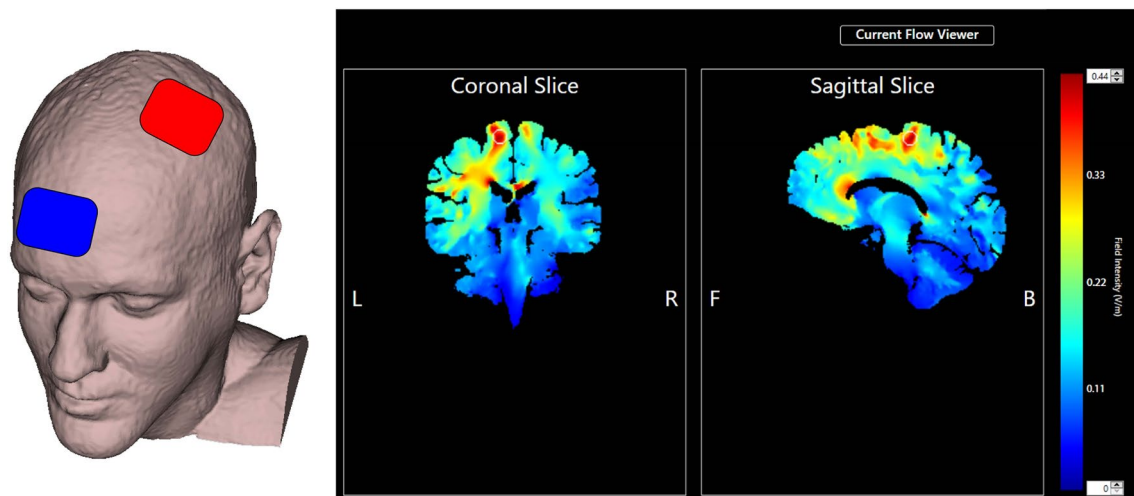 Current Flow Viewer
Coronal Slice
Sagittal Slice
0.44
0.33
0.22
0.11
0
Field Intensity (V/m)
L
R
F
B